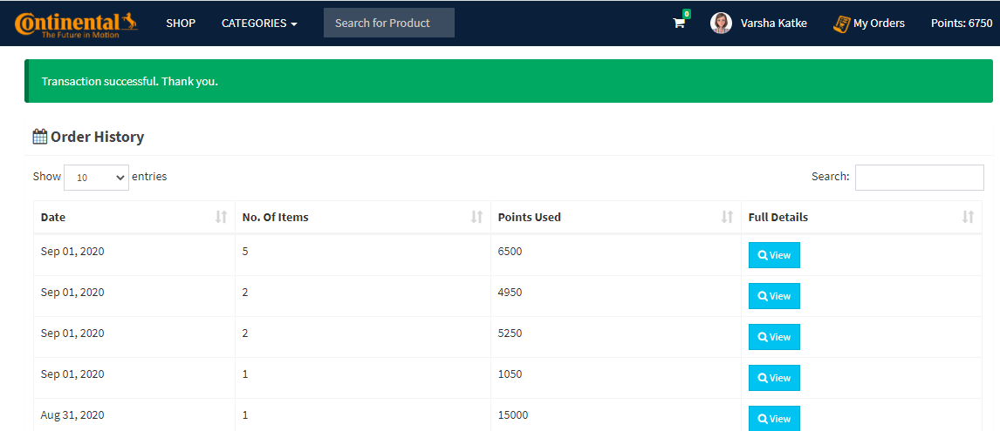 Continental
The Future in Motion
SHOP
CATEGORIES
Search for Product
0
Varsha Katke
My Orders
Points: 6750
Transaction successful. Thank you.
Order History
Show 10 entries
Search:
Date No. Of Items Points Used Full Details
Sep 01, 2020 5 6500 View
Sep 01, 2020 2 4950 View
Sep 01, 2020 2 5250 View
Sep 01, 2020 1 1050 View
Aug 31, 2020 1 15000 View